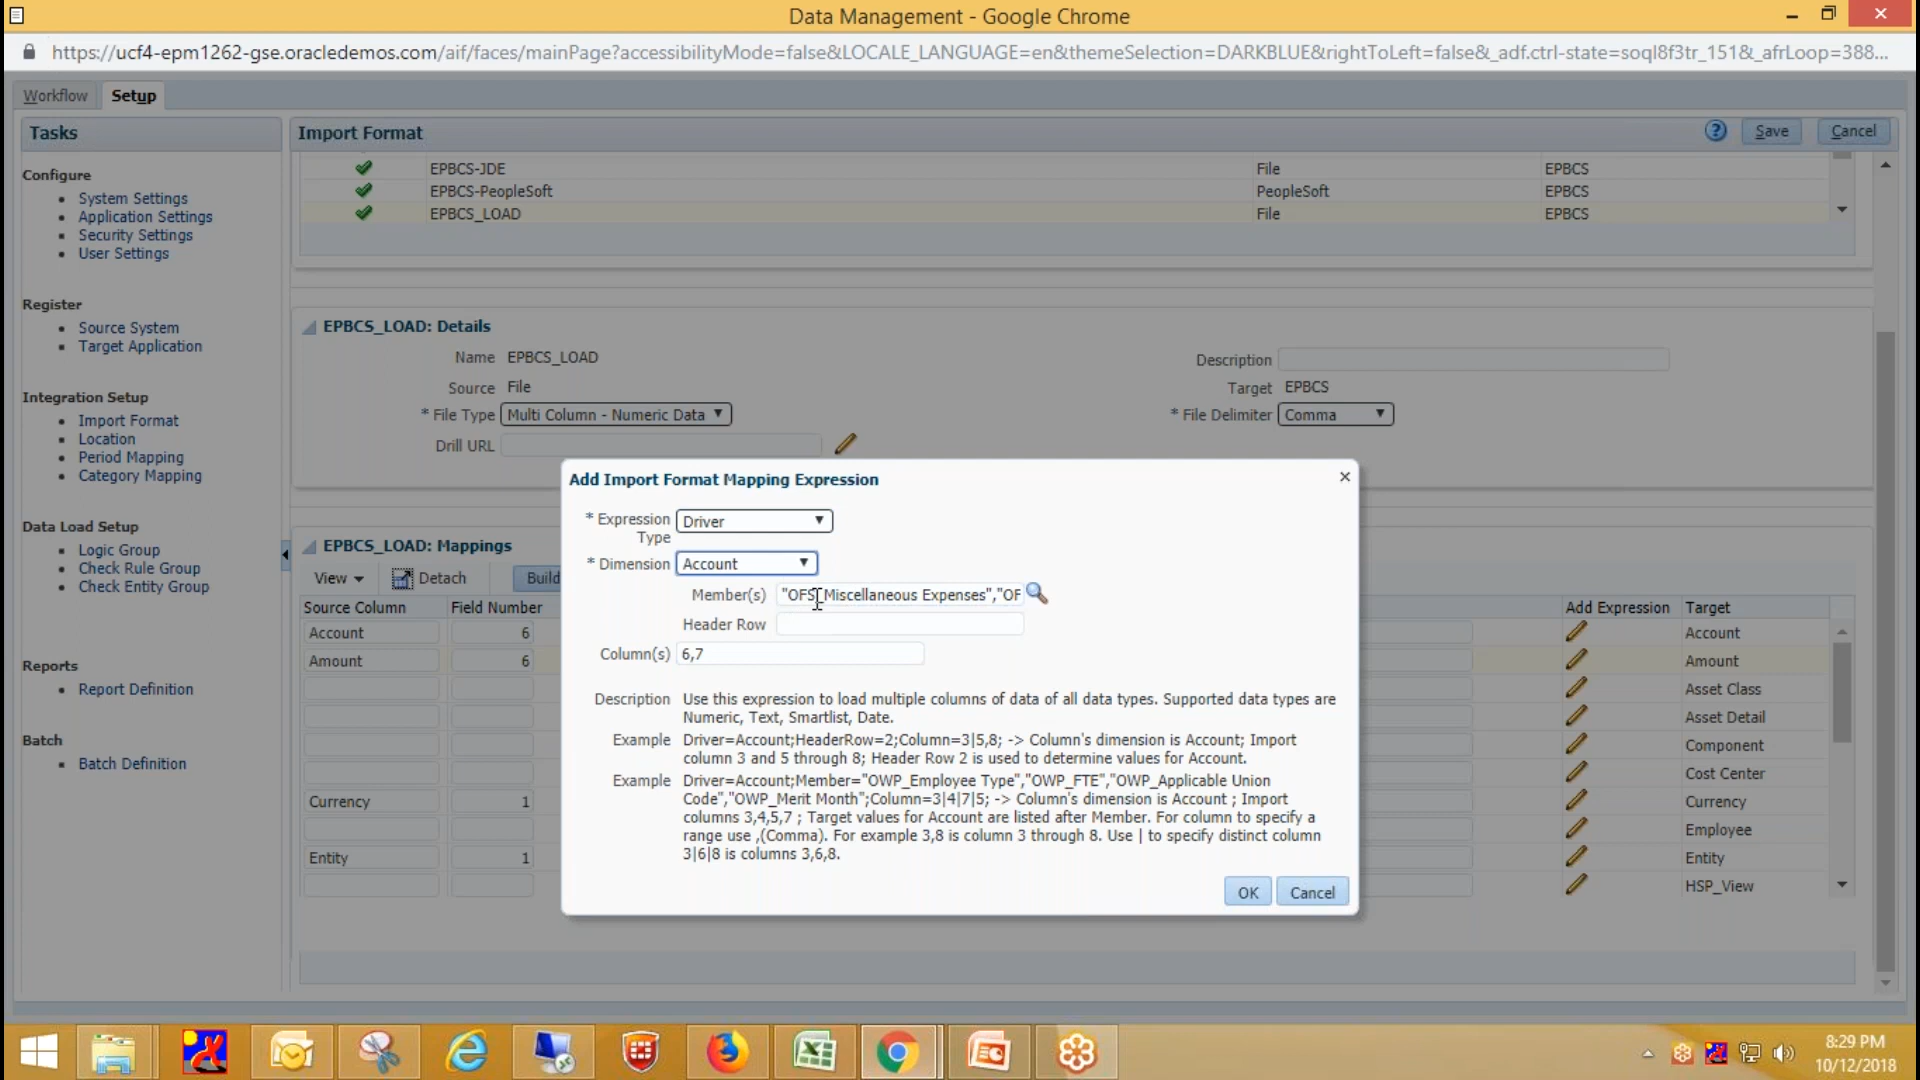 Data Management - Google Chrome
https://ucf4-epm1262-gse.oracledemos.com/aif/faces/mainPage?accessibilityMode=false&LOCALE_LANGUAGE=en&themeSelection=DARKBLUE&rightToLeft=false&_adf.ctrl-state=soql8f3tr_151&_afrLoop=388...
Workflow Setup
Tasks
Import Format
Save Cancel
Configure
System Settings
Application Settings
Security Settings
User Settings
Register
Source System
Target Application
Integration Setup
Import Format
Location
Period Mapping
Category Mapping
Data Load Setup
Logic Group
Check Rule Group
Check Entity Group
Reports
Report Definition
Batch
Batch Definition
EPBCS-JDE File EPBCS
EPBCS-PeopleSoft PeopleSoft EPBCS
EPBCS_LOAD File EPBCS
EPBCS_LOAD: Details
Name EPBCS_LOAD Description
Source File Target EPBCS
* File Type Multi Column - Numeric Data * File Delimiter Comma
Drill URL
EPBCS_LOAD: Mappings
View Detach Build
Source Column Field Number Add Expression Target
Account 6 Account
Amount 6 Amount
Asset Class
Asset Detail
Component
Cost Center
Currency 1 Currency
Employee
Entity 1 Entity
HSP_View
Add Import Format Mapping Expression
* Expression Type Driver
* Dimension Account
Member(s) "OFS_Miscellaneous Expenses","OF
Header Row
Column(s) 6,7
Description Use this expression to load multiple columns of data of all data types. Supported data types are
Numeric, Text, Smartlist, Date.
Example Driver=Account;HeaderRow=2;Column=3|5,8; -> Column's dimension is Account; Import
column 3 and 5 through 8; Header Row 2 is used to determine values for Account.
Example Driver=Account;Member="OWP_Employee Type","OWP_FTE","OWP_Applicable Union
Code","OWP_Merit Month";Column=3|4|7|5; -> Column's dimension is Account ; Import
columns 3,4,5,7 ; Target values for Account are listed after Member. For column to specify a
range use ,(Comma). For example 3,8 is column 3 through 8. Use | to specify distinct column
3|6|8 is columns 3,6,8.
OK Cancel
8:29 PM
10/12/2018